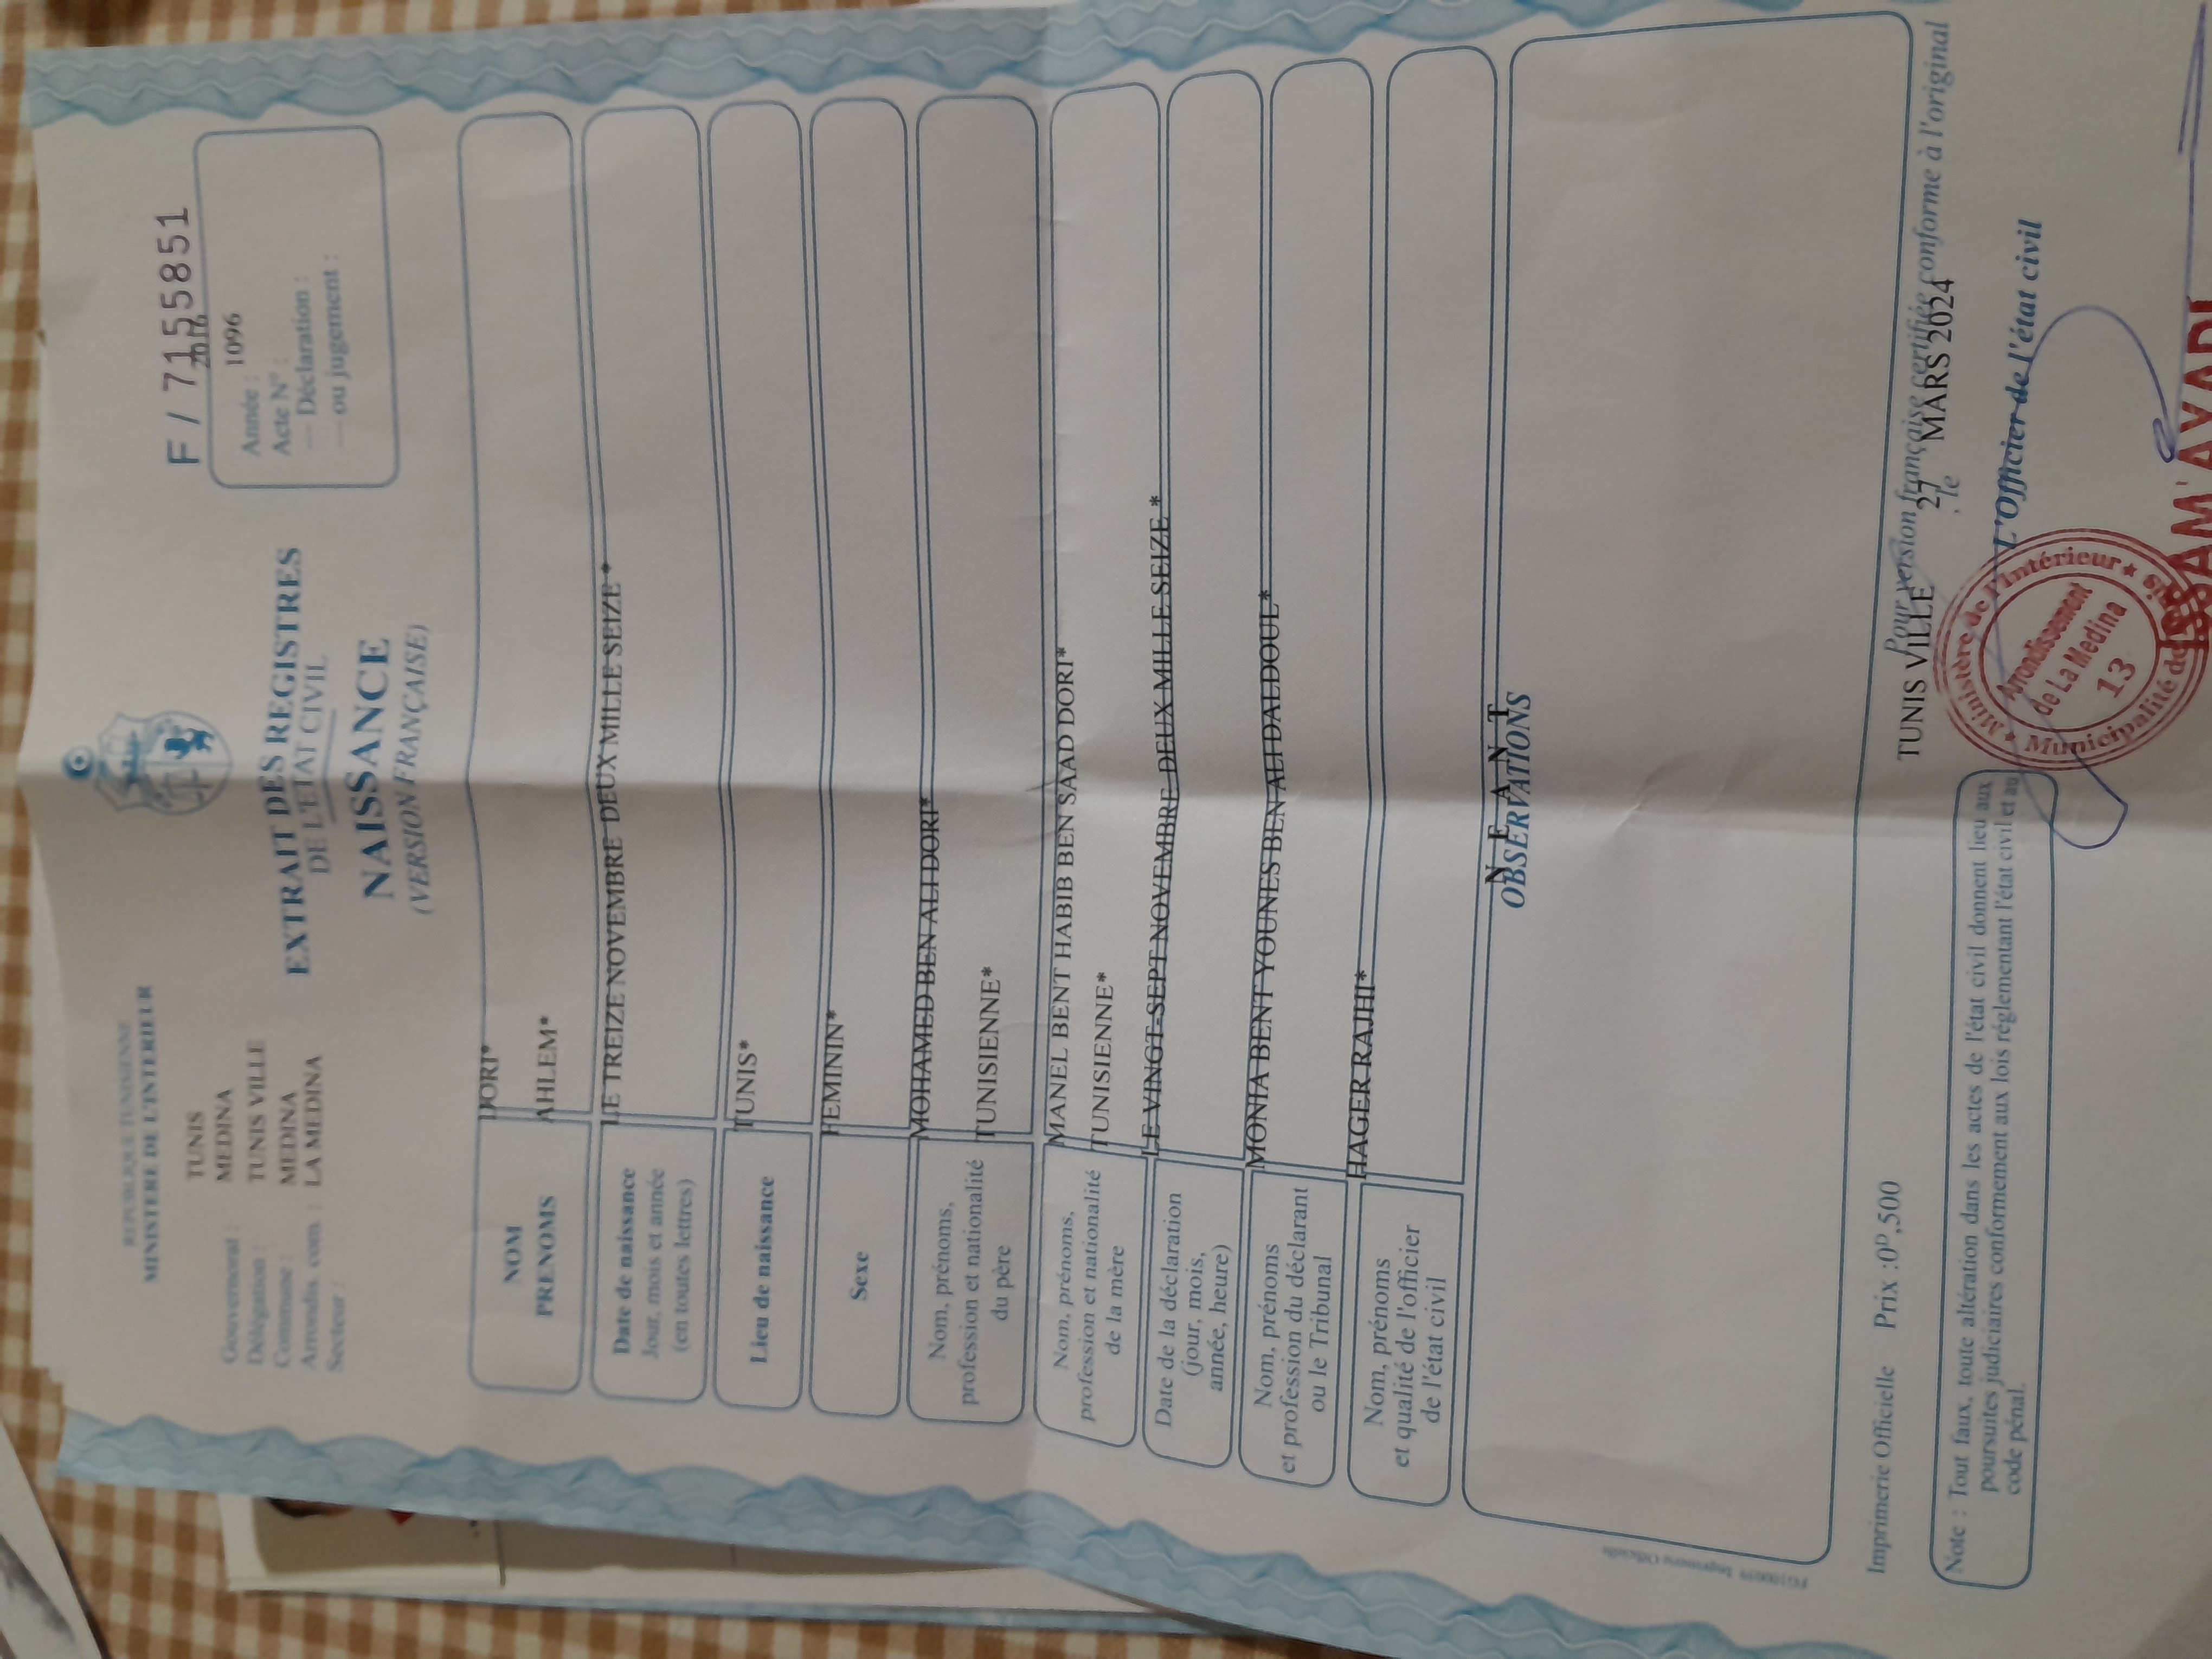 REPUBLIQUE TUNISIENNE
MINISTERE DE L'INTERIEUR
F / 7155851
Gouvernorat : TUNIS
Délégation : MEDINA
Commune : TUNIS VILLE
Arrondis. com. : MEDINA
Secteur : LA MEDINA
EXTRAIT DES REGISTRES
DE L'ETAT CIVIL
NAISSANCE
(VERSION FRANÇAISE)
2016
Année : 1096
Acte N° :
— Déclaration :
— ou jugement :
NOM DORI*
PRENOMS AHLEM*
Date de naissance
Jour, mois et année
(en toutes lettres)
LE TREIZE NOVEMBRE DEUX MILLE SEIZE *
Lieu de naissance
TUNIS*
Sexe
FEMININ*
Nom, prénoms,
profession et nationalité
du père
MOHAMED BEN ALI DORI*
TUNISIENNE*
Nom, prénoms,
profession et nationalité
de la mère
MANEL BENT HABIB BEN SAAD DORI*
TUNISIENNE*
Date de la déclaration
(jour, mois,
année, heure)
LE VINGT-SEPT NOVEMBRE DEUX MILLE SEIZE *
Nom, prénoms
et profession du déclarant
ou le Tribunal
MONIA BENT YOUNES BEN ALI DALDOUL*
Nom, prénoms
et qualité de l'officier
de l'état civil
HAGER RAJHI*
N E A N T
OBSERVATIONS
FG100059 Imprimerie Officielle
Imprimerie Officielle Prix : 0ᴰ,500
Pour version française certifiée conforme à l'original
TUNIS VILLE , le 27 MARS 2024
L'Officier de l'état civil
Note : Tout faux, toute altération dans les actes de l'état civil donnent lieu aux
poursuites judiciaires conformément aux lois réglementant l'état civil et au
code pénal.
★ Ministère de l'Intérieur ★
Municipalité de Tunis
Arrondissement
de La Medina
13